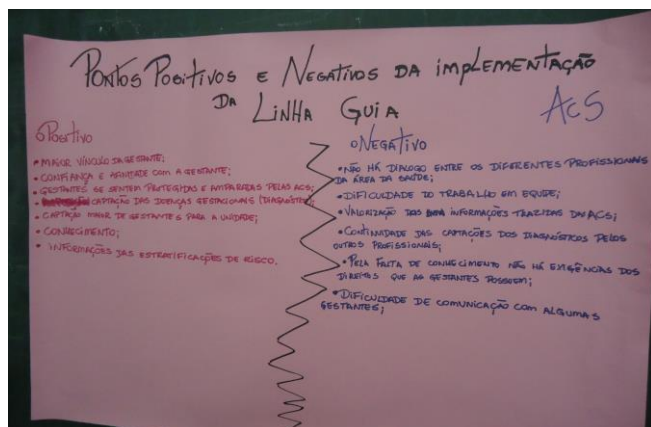 PONTOS POSITIVOS E NEGATIVOS DA IMPLEMENTAÇÃO
DA LINHA GUIA
ACS
POSITIVO
• MAIOR VÍNCULO DA GESTANTE;
• CONFIANÇA E AFINIDADE COM A GESTANTE;
• GESTANTES SE SENTEM PROTEGIDAS E AMPARADAS PELAS ACS;
• CAPTAÇÃO DAS DOENÇAS GESTACIONAIS (DIAGNÓSTICO);
• CAPTAÇÃO MAIOR DE GESTANTES PARA A UNIDADE;
• CONHECIMENTO;
• INFORMAÇÕES DAS ESTRATIFICAÇÕES DE RISCO.
NEGATIVO
• NÃO HÁ DIALOGO ENTRE OS DIFERENTES PROFISSIONAIS
DA ÁREA DA SAÚDE;
• DIFICULDADE DO TRABALHO EM EQUIPE;
• VALORIZAÇÃO DAS INFORMAÇÕES TRAZIDAS DA ACS;
• CONTINUIDADE DAS CAPTAÇÕES DOS DIAGNÓSTICOS PELOS
OUTROS PROFISSIONAIS;
• PELA FALTA DE CONHECIMENTO NÃO HÁ EXIGÊNCIAS DOS
DIREITOS QUE AS GESTANTES POSSUEM;
• DIFICULDADE DE COMUNICAÇÃO COM ALGUMAS
GESTANTES;